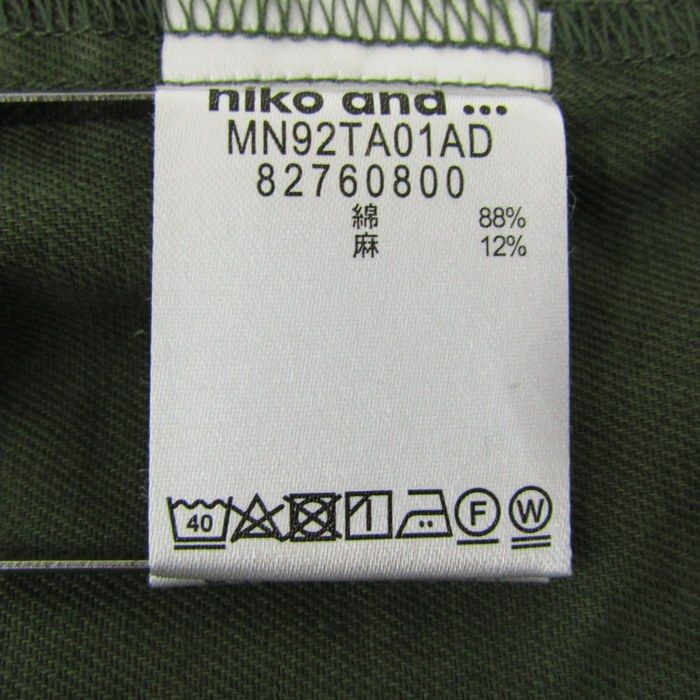 niko and ...
MN92TA01AD
82760800
綿 88%
麻 12%
40 F W